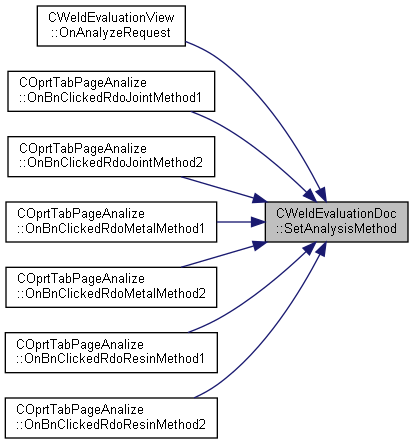 CWeldEvaluationView
::OnAnalyzeRequest
COprtTabPageAnalize
::OnBnClickedRdoJointMethod1
COprtTabPageAnalize
::OnBnClickedRdoJointMethod2
CWeldEvaluationDoc
::SetAnalysisMethod
COprtTabPageAnalize
::OnBnClickedRdoMetalMethod1
COprtTabPageAnalize
::OnBnClickedRdoMetalMethod2
COprtTabPageAnalize
::OnBnClickedRdoResinMethod1
COprtTabPageAnalize
::OnBnClickedRdoResinMethod2